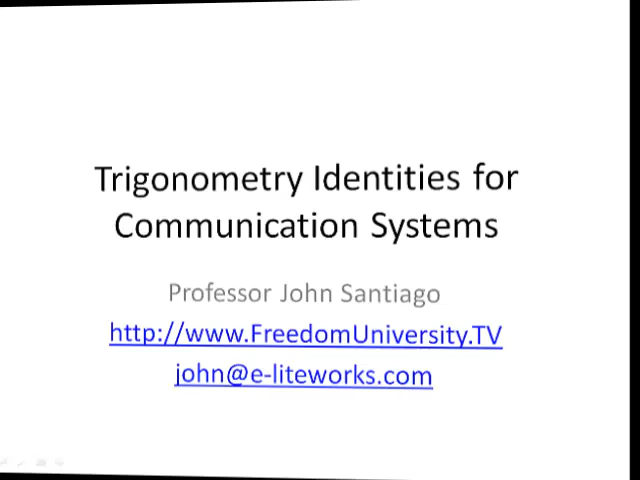 Trigonometry Identities for
Communication Systems
Professor John Santiago
http://www.FreedomUniversity.TV
john@e-liteworks.com